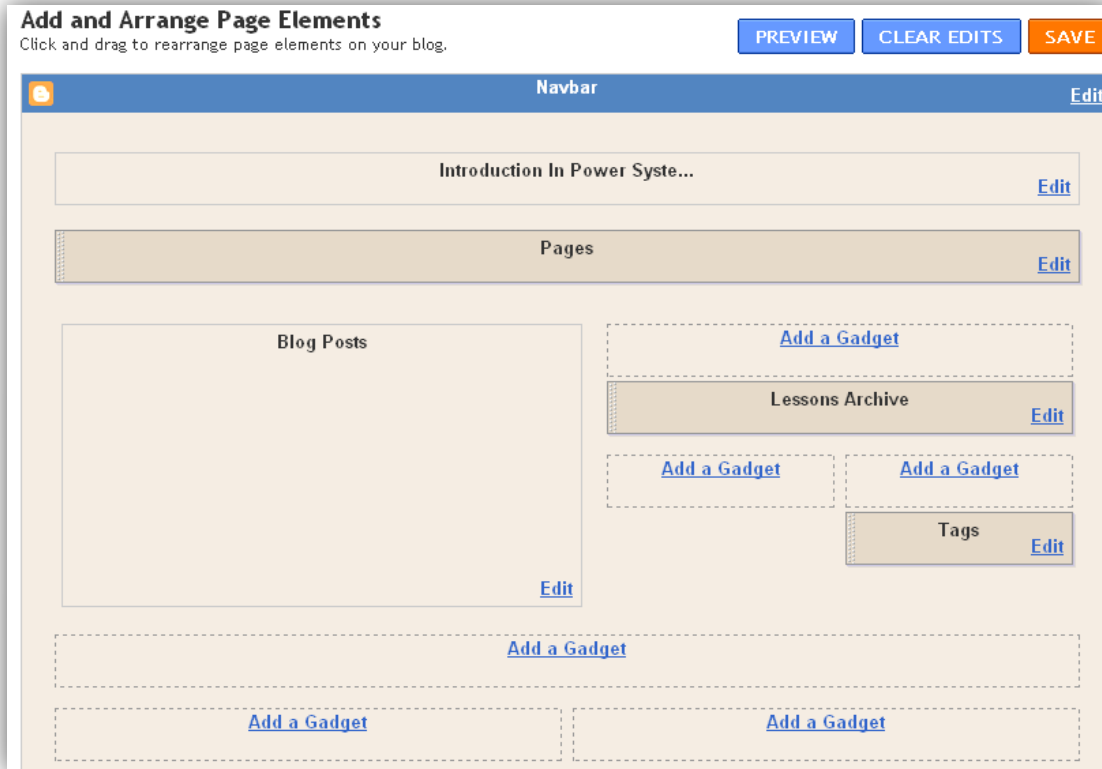 Add and Arrange Page Elements
Click and drag to rearrange page elements on your blog.
PREVIEW
CLEAR EDITS
SAVE
Navbar
Edit
Introduction In Power Syste...
Edit
Pages
Edit
Blog Posts
Edit
Add a Gadget
Lessons Archive
Edit
Add a Gadget
Add a Gadget
Tags
Edit
Add a Gadget
Add a Gadget
Add a Gadget